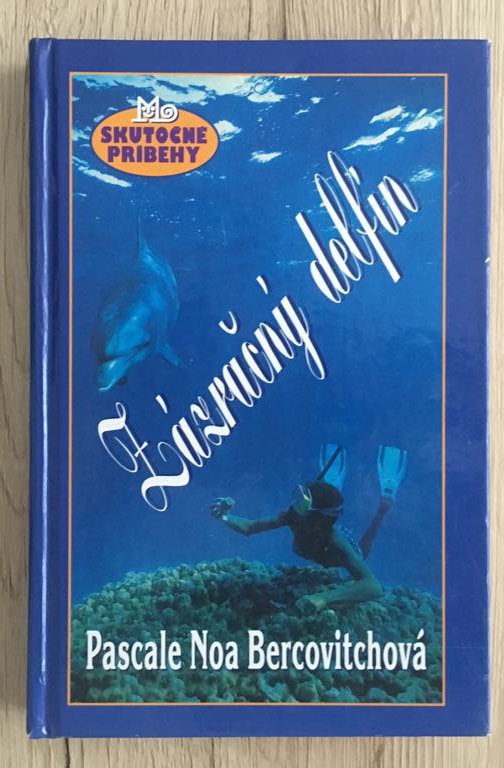 Mo
SKUTOČNÉ
PRÍBEHY
Zázračný delfín
Pascale Noa Bercovitchová